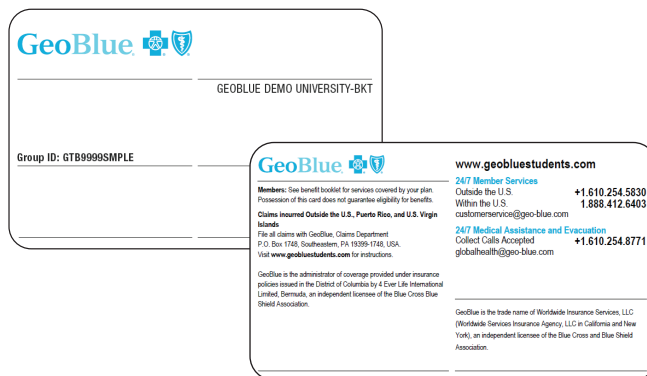 GeoBlue
GEOBLUE DEMO UNIVERSITY-BKT
Group ID: GTB9999SMPLE
GeoBlue
Members: See benefit booklet for services covered by your plan.
Possession of this card does not guarantee eligibility for benefits.
Claims incurred Outside the U.S., Puerto Rico, and U.S. Virgin
Islands
File all claims with GeoBlue, Claims Department
P.O. Box 1748, Southeastern, PA 19399-1748, USA.
Visit www.geobluestudents.com for instructions.
GeoBlue is the administrator of coverage provided under insurance
policies issued in the District of Columbia by 4 Ever Life International
Limited, Bermuda, an independent licensee of the Blue Cross Blue
Shield Association.
www.geobluestudents.com
24/7 Member Services
Outside the U.S. +1.610.254.5830
Within the U.S. 1.888.412.6403
customerservice@geo-blue.com
24/7 Medical Assistance and Evacuation
Collect Calls Accepted +1.610.254.8771
globalhealth@geo-blue.com
GeoBlue is the trade name of Worldwide Insurance Services, LLC
(Worldwide Services Insurance Agency, LLC in California and New
York), an independent licensee of the Blue Cross and Blue Shield
Association.